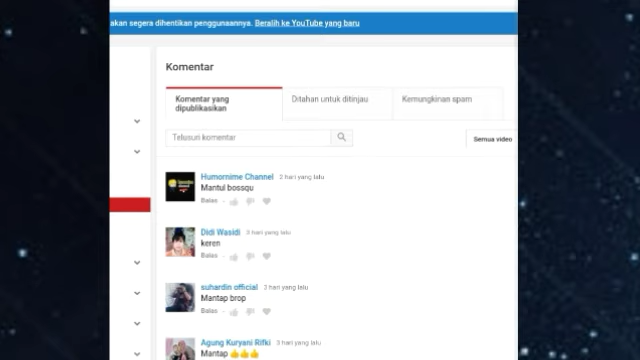 akan segera dihentikan penggunaannya. Beralih ke YouTube yang baru
Komentar
Komentar yang
dipublikasikan
Ditahan untuk ditinjau
Kemungkinan spam
Telusuri komentar
Semua video
Humornime Channel 2 hari yang lalu
Mantul bossqu
Balas
Didi Wasidi 3 hari yang lalu
keren
Balas
suhardin official 3 hari yang lalu
Mantap brop
Balas
Agung Kuryani Rifki 3 hari yang lalu
Mantap 👍👍👍